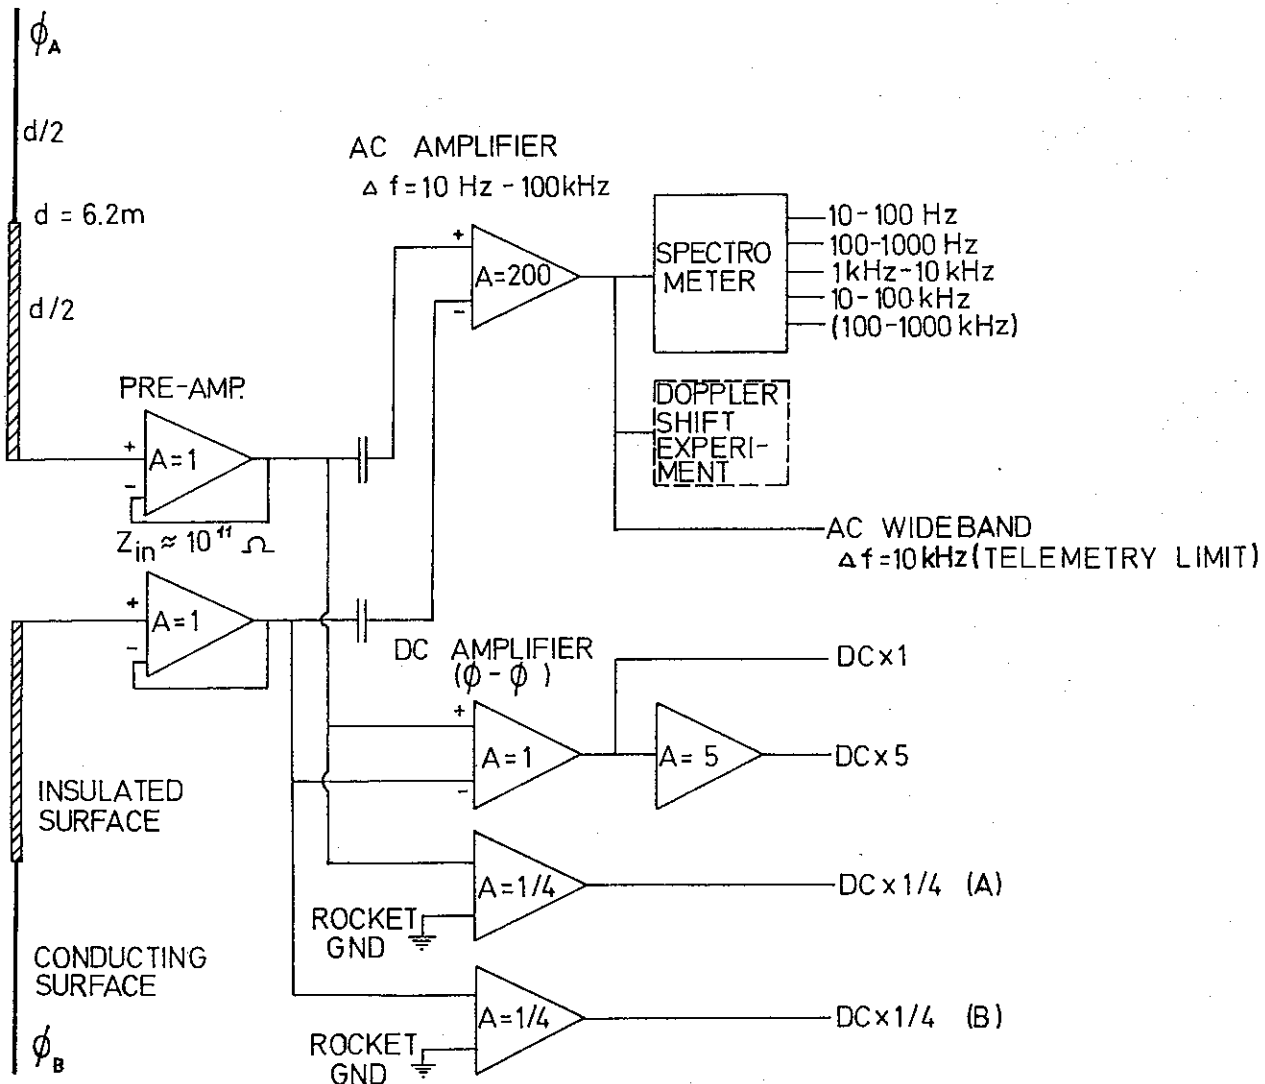 ϕA
d/2
d = 6.2m
d/2
AC AMPLIFIER
Δ f = 10 Hz - 100kHz
+
A=200
-
SPECTRO
METER
10-100 Hz
100-1000 Hz
1kHz-10 kHz
10-100 kHz
(100-1000 kHz)
DOPPLER
SHIFT
EXPERI-
MENT
AC WIDEBAND
Δ f = 10 kHz (TELEMETRY LIMIT)
PRE-AMP.
+
A=1
-
Zin ≈ 10¹¹ Ω
+
A=1
-
DC AMPLIFIER
(ϕ-ϕ )
+
A=1
-
A= 5
DC x 1
DC x 5
INSULATED
SURFACE
A=1/4
ROCKET
GND
DC x 1/4 (A)
CONDUCTING
SURFACE
A=1/4
ROCKET
GND
DC x 1/4 (B)
ϕB